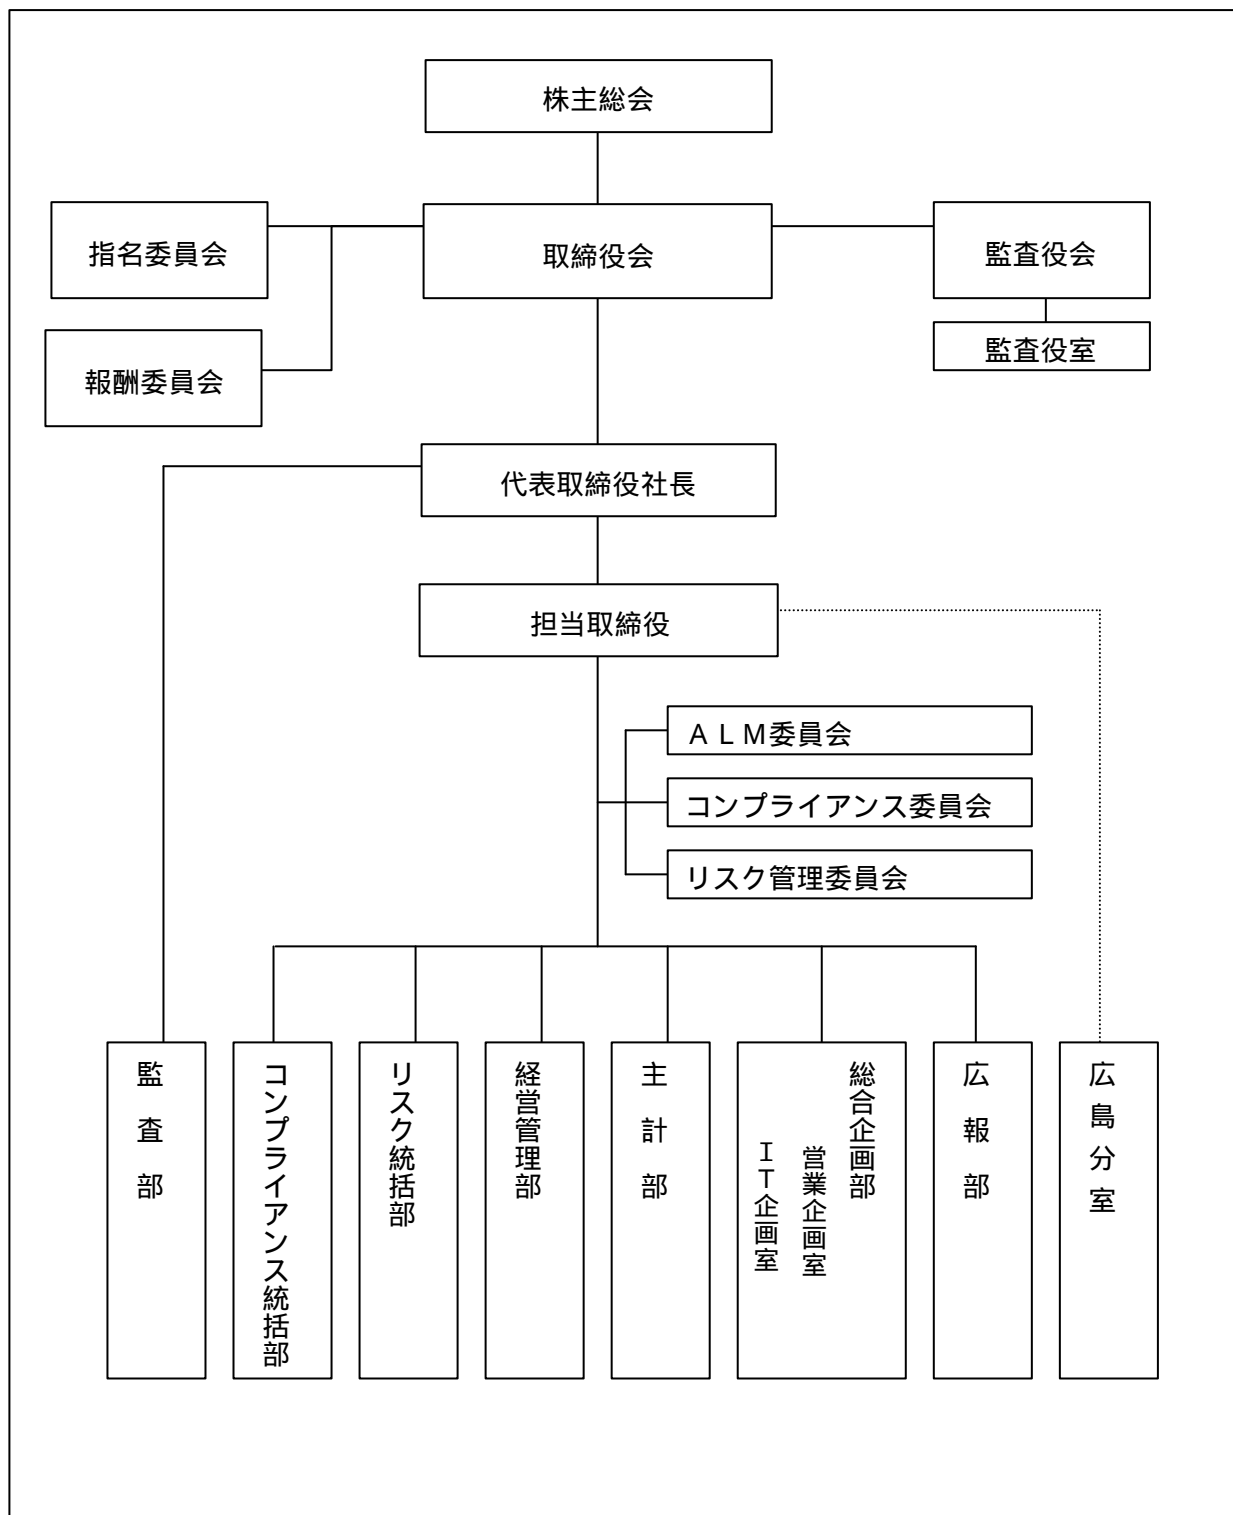 株主総会
指名委員会
取締役会
監査役会
報酬委員会
監査役室
代表取締役社長
担当取締役
ＡＬＭ委員会
コンプライアンス委員会
リスク管理委員会
監査部
コンプライアンス統括部
リスク統括部
経営管理部
主計部
総合企画部
営業企画室
ＩＴ企画室
広報部
広島分室